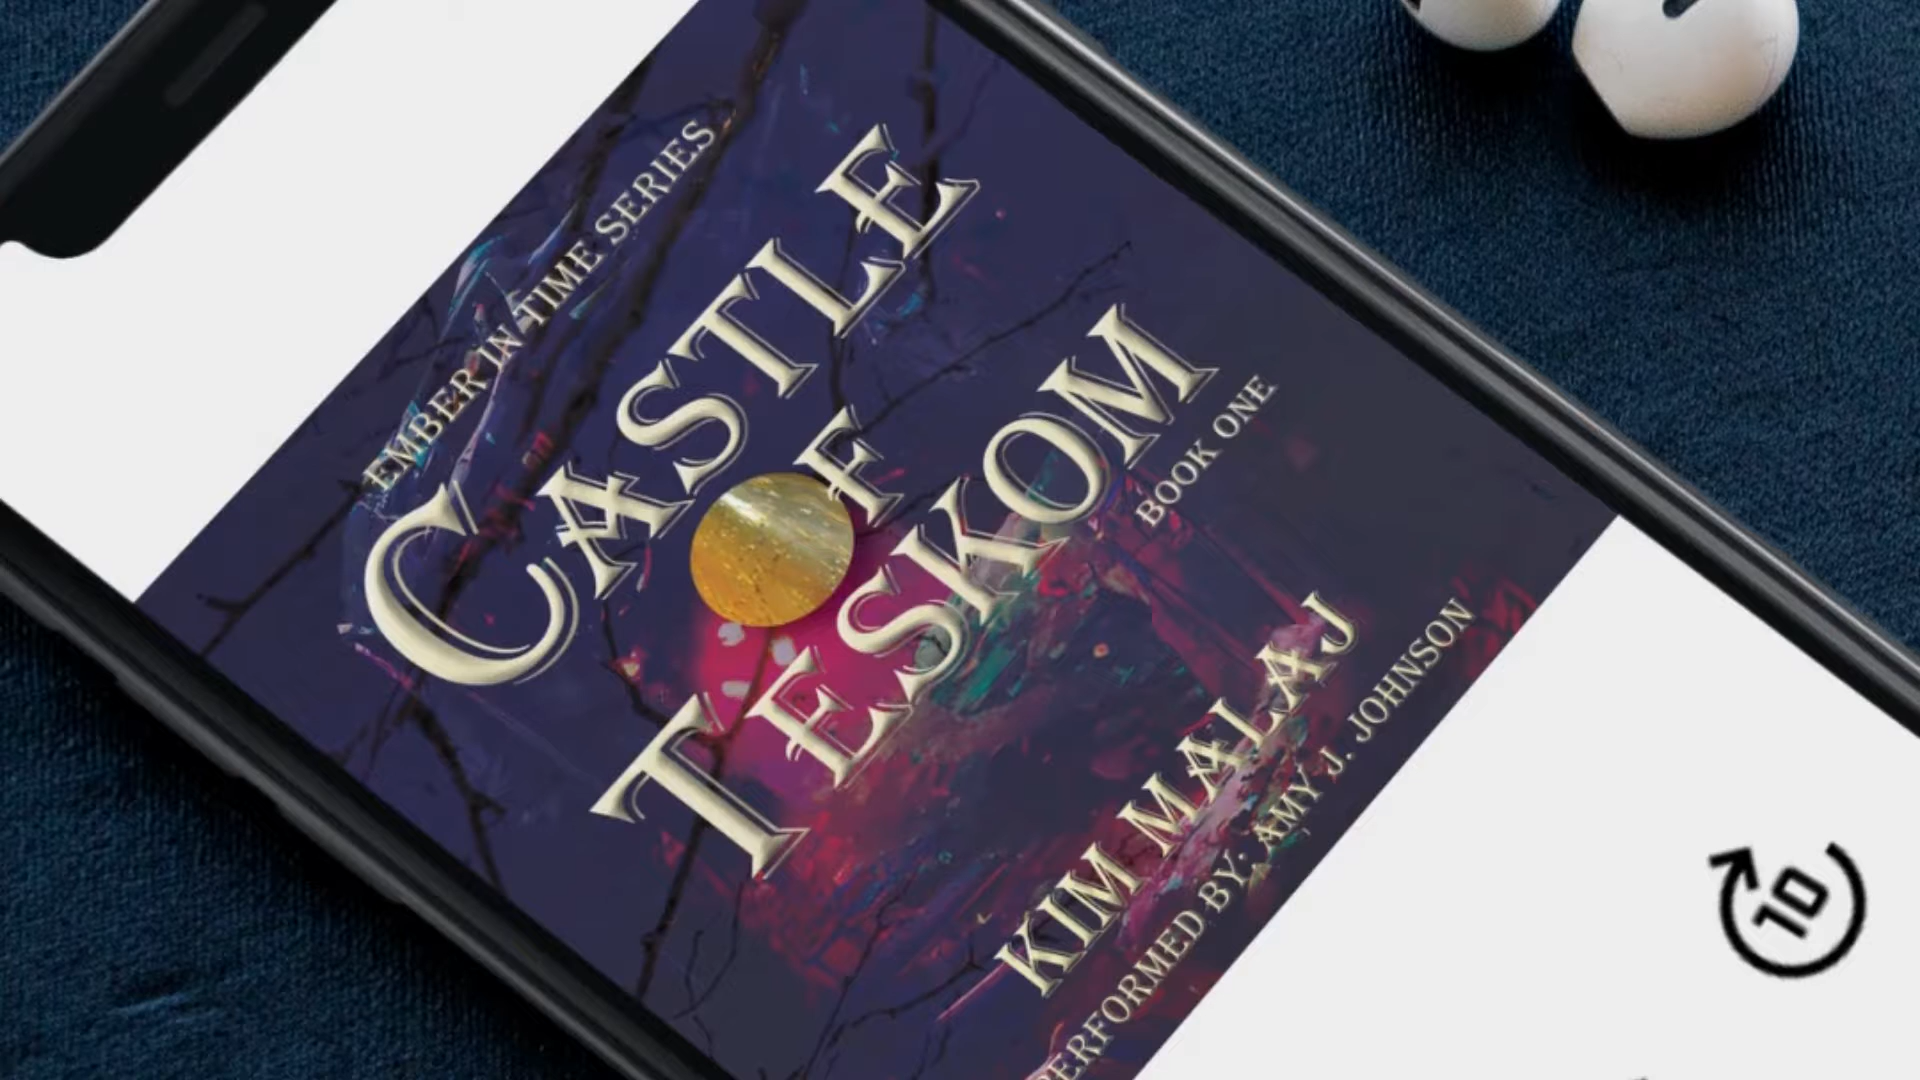 EMBER IN TIME SERIES
CASTLE
OF
TESKOM
BOOK ONE
KIM MALAJ
PERFORMED BY: AMY J. JOHNSON
10